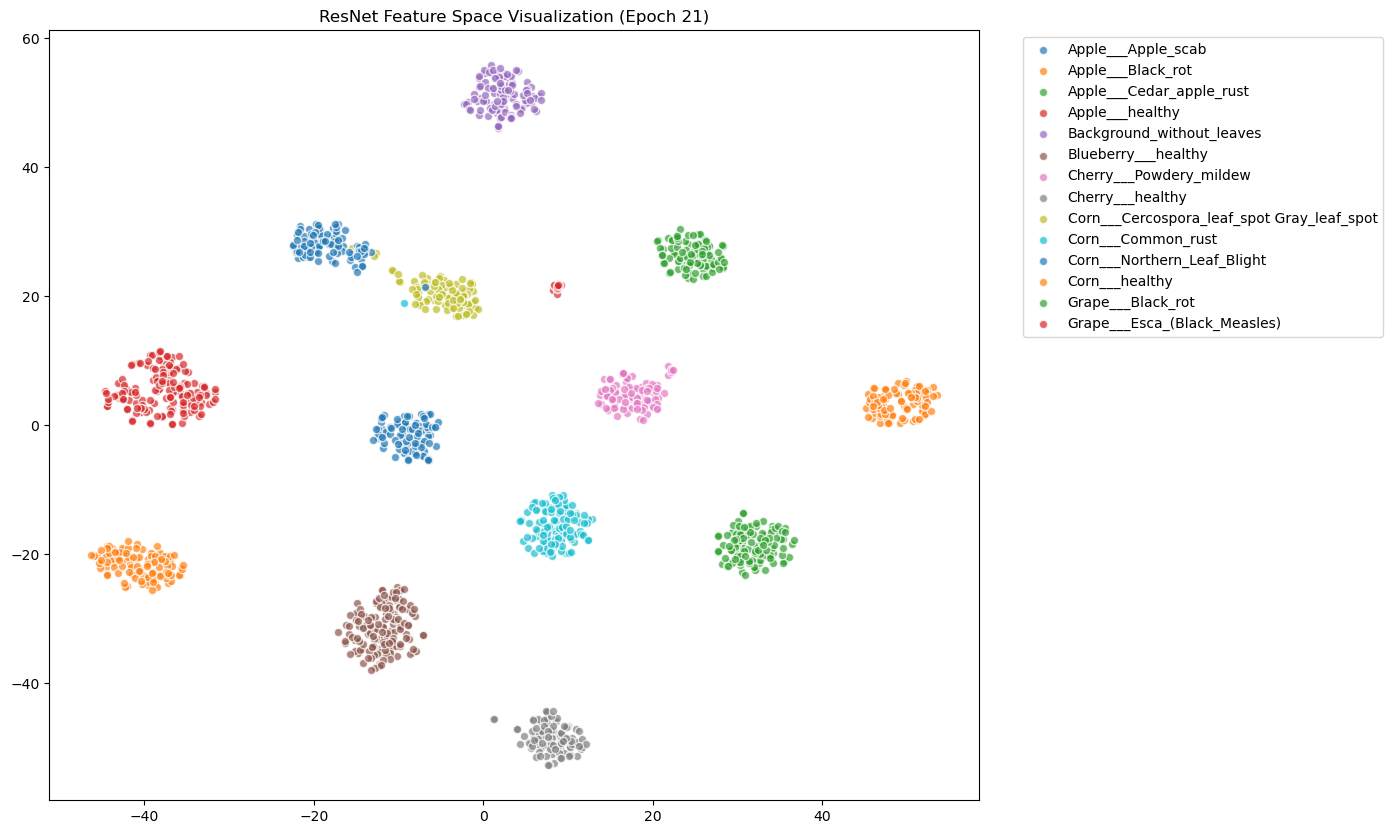 ResNet Feature Space Visualization (Epoch 21)
60
40
20
0
−20
−40
−40
−20
0
20
40
Apple___Apple_scab
Apple___Black_rot
Apple___Cedar_apple_rust
Apple___healthy
Background_without_leaves
Blueberry___healthy
Cherry___Powdery_mildew
Cherry___healthy
Corn___Cercospora_leaf_spot Gray_leaf_spot
Corn___Common_rust
Corn___Northern_Leaf_Blight
Corn___healthy
Grape___Black_rot
Grape___Esca_(Black_Measles)